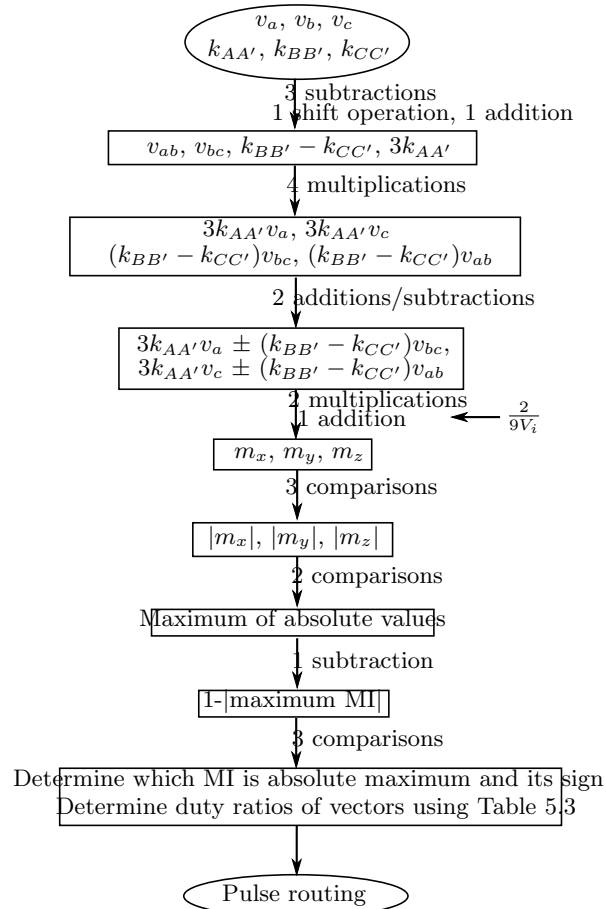 v_a, v_b, v_c
k_{AA'}, k_{BB'}, k_{CC'}
3 subtractions
1 shift operation, 1 addition
v_{ab}, v_{bc}, k_{BB'} − k_{CC'}, 3k_{AA'}
4 multiplications
3k_{AA'}v_a, 3k_{AA'}v_c
(k_{BB'} − k_{CC'})v_{bc}, (k_{BB'} − k_{CC'})v_{ab}
2 additions/subtractions
3k_{AA'}v_a ± (k_{BB'} − k_{CC'})v_{bc},
3k_{AA'}v_c ± (k_{BB'} − k_{CC'})v_{ab}
2 multiplications
1 addition
\frac{2}{9V_i}
m_x, m_y, m_z
3 comparisons
|m_x|, |m_y|, |m_z|
2 comparisons
Maximum of absolute values
1 subtraction
1-|maximum MI|
3 comparisons
Determine which MI is absolute maximum and its sign
Determine duty ratios of vectors using Table 5.3
Pulse routing